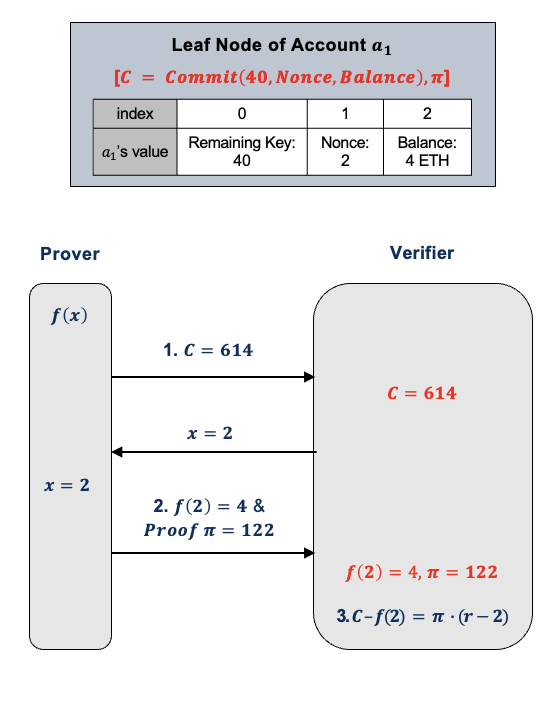 Leaf Node of Account a₁
[C = Commit(40, Nonce, Balance), π]
index 0 1 2
a₁'s value Remaining Key: 40 Nonce: 2 Balance: 4 ETH
Prover
Verifier
f(x)
1. C = 614
C = 614
x = 2
x = 2
2. f(2) = 4 &
Proof π = 122
f(2) = 4, π = 122
3. C–f(2) = π · (r – 2)